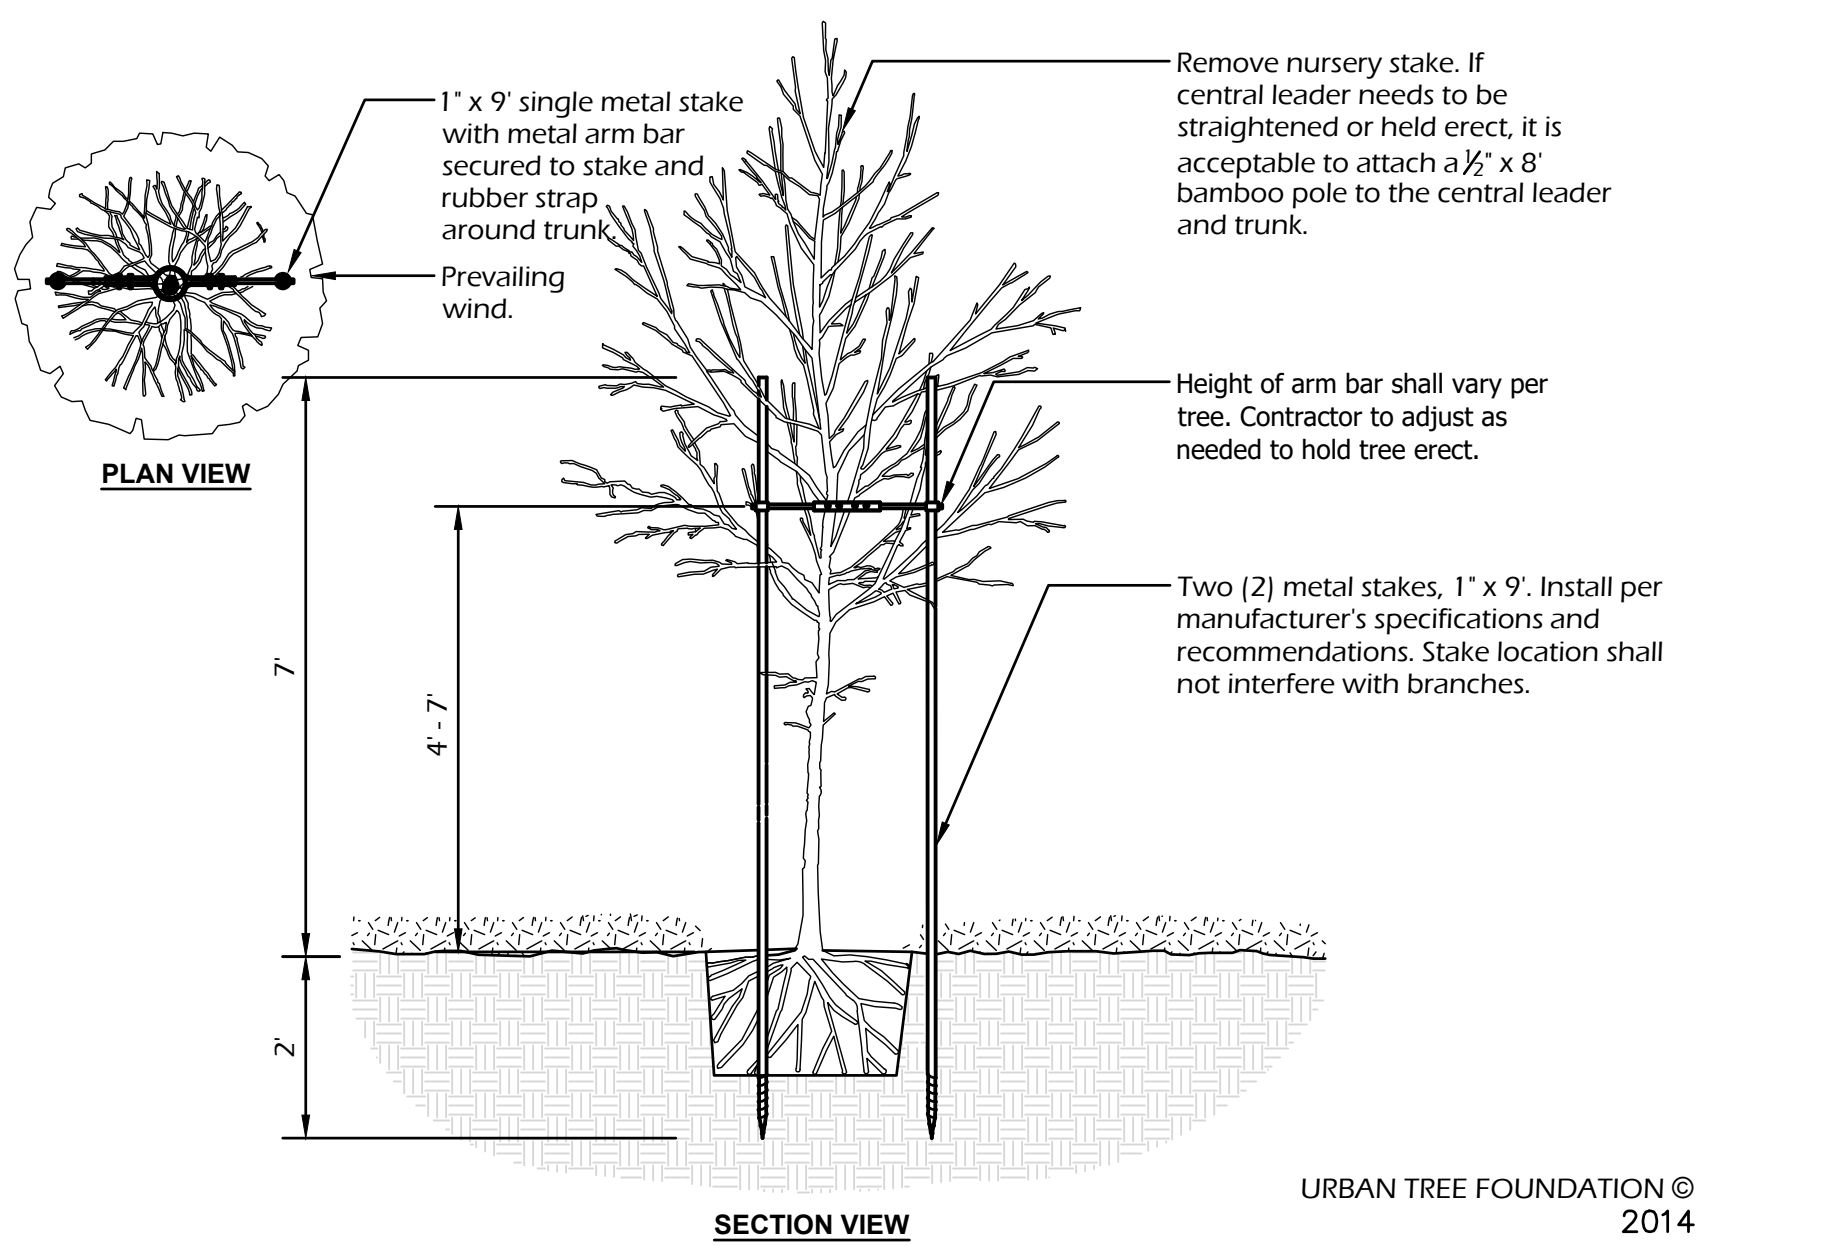 1" x 9' single metal stake
with metal arm bar
secured to stake and
rubber strap
around trunk.
Prevailing
wind.
PLAN VIEW
Remove nursery stake. If
central leader needs to be
straightened or held erect, it is
acceptable to attach a ½" x 8'
bamboo pole to the central leader
and trunk.
Height of arm bar shall vary per
tree. Contractor to adjust as
needed to hold tree erect.
Two (2) metal stakes, 1" x 9'. Install per
manufacturer's specifications and
recommendations. Stake location shall
not interfere with branches.
7'
4' - 7'
2'
SECTION VIEW
URBAN TREE FOUNDATION ©
2014